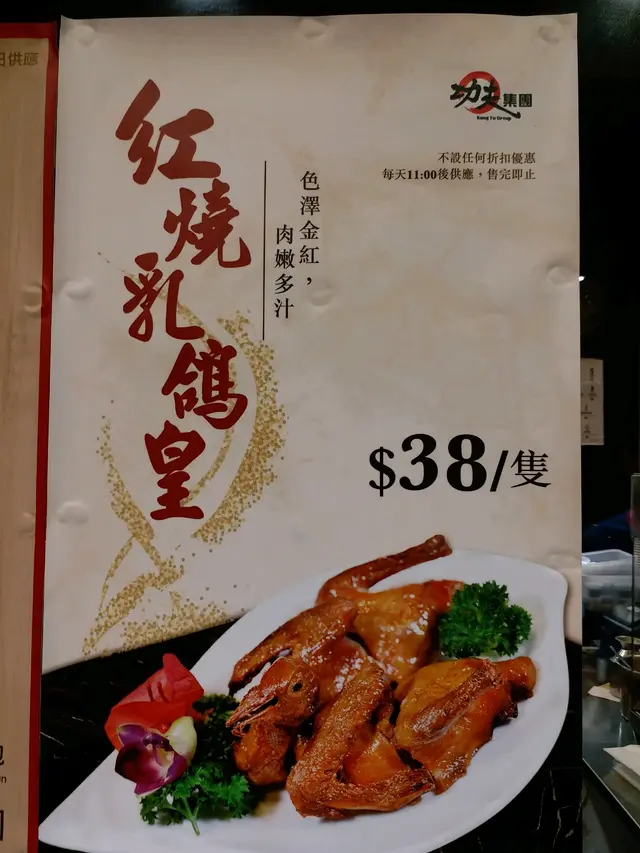 日供應
紅燒乳鴿皇
色澤金紅，
肉嫩多汁
功夫集團
Kung Fu Group
不設任何折扣優惠
每天11:00後供應，售完即止
$38/隻